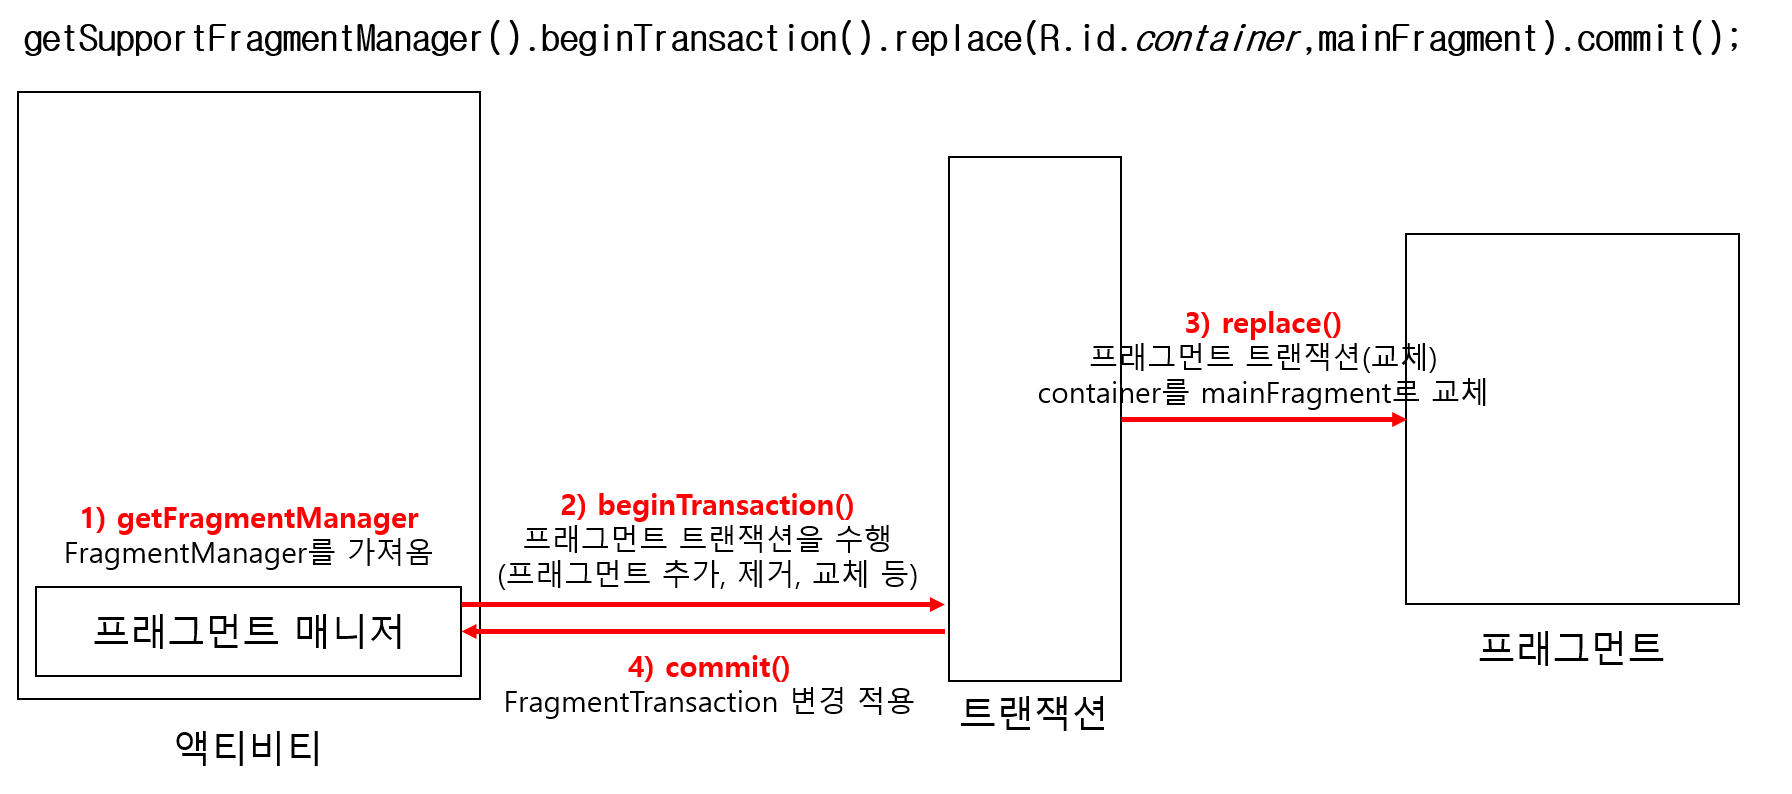 getSupportFragmentManager().beginTransaction().replace(R.id.container,mainFragment).commit();
1) getFragmentManager
FragmentManager를 가져옴
프래그먼트 매니저
액티비티
2) beginTransaction()
프래그먼트 트랜잭션을 수행
(프래그먼트 추가, 제거, 교체 등)
4) commit()
FragmentTransaction 변경 적용
트랜잭션
3) replace()
프래그먼트 트랜잭션(교체)
container를 mainFragment로 교체
프래그먼트